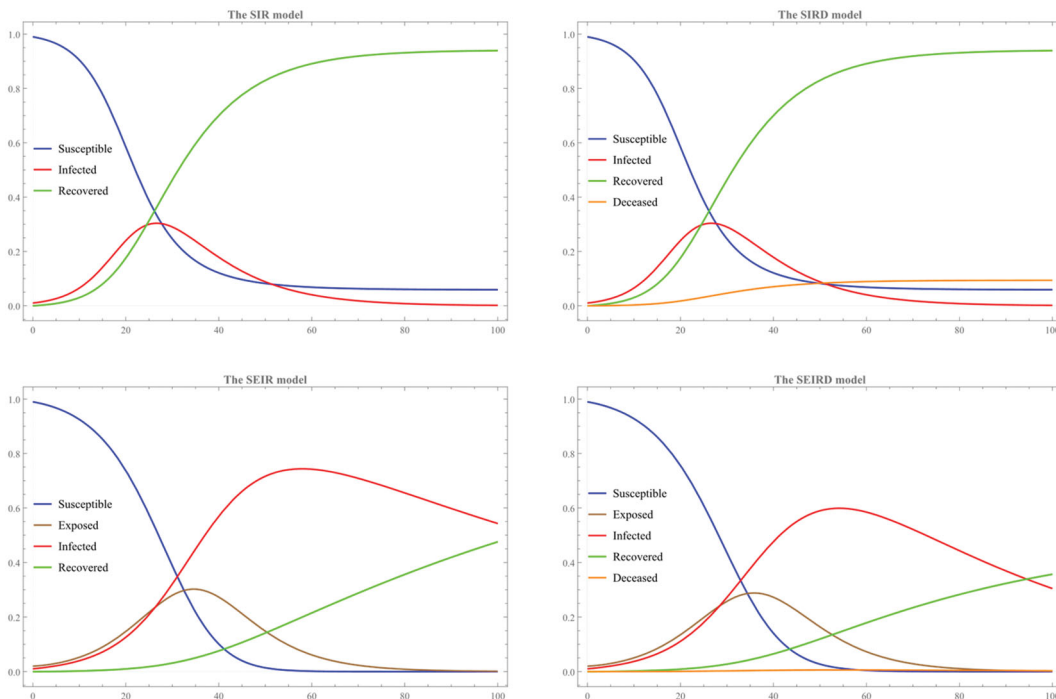 The SIR model
1.0
0.8
0.6
0.4
0.2
0.0
Susceptible
Infected
Recovered
0 20 40 60 80 100
The SIRD model
1.0
0.8
0.6
0.4
0.2
0.0
Susceptible
Infected
Recovered
Deceased
0 20 40 60 80 100
The SEIR model
1.0
0.8
0.6
0.4
0.2
0.0
Susceptible
Exposed
Infected
Recovered
0 20 40 60 80 100
The SEIRD model
1.0
0.8
0.6
0.4
0.2
0.0
Susceptible
Exposed
Infected
Recovered
Deceased
0 20 40 60 80 100